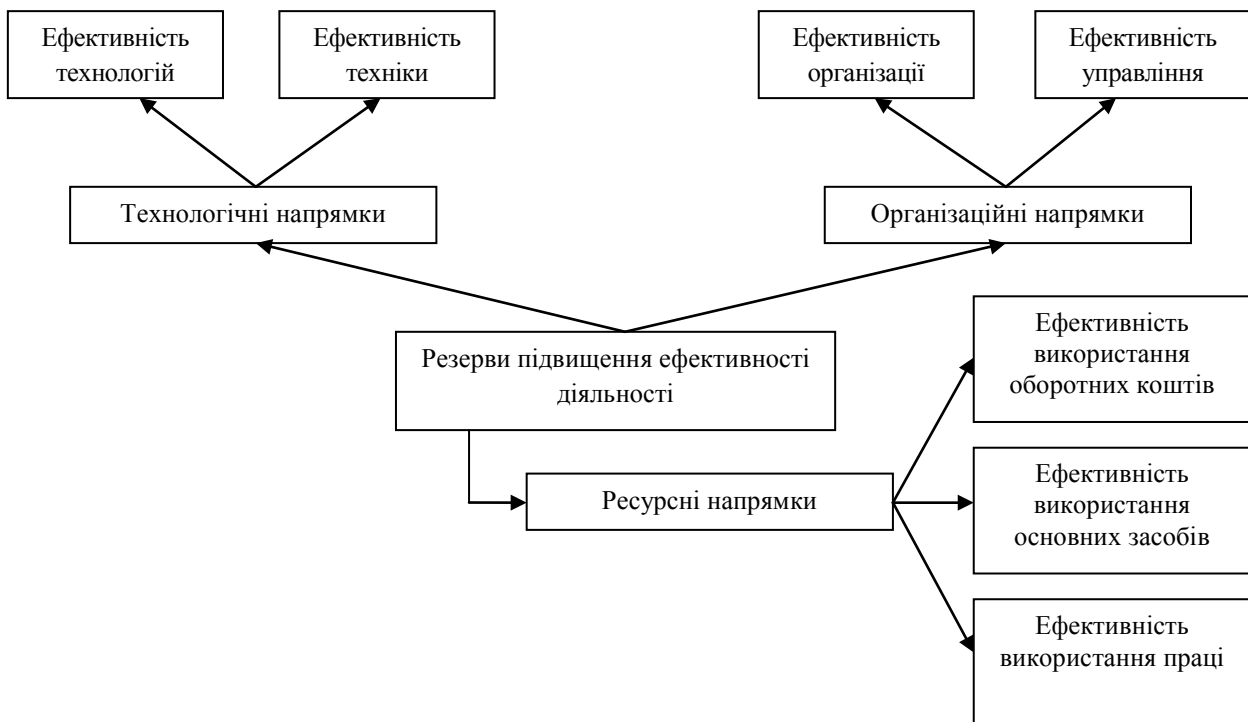 Ефективність
технологій
Ефективність
техніки
Ефективність
організації
Ефективність
управління
Технологічні напрямки
Організаційні напрямки
Резерви підвищення ефективності
діяльності
Ефективність
використання
оборотних коштів
Ресурсні напрямки
Ефективність
використання
основних засобів
Ефективність
використання праці